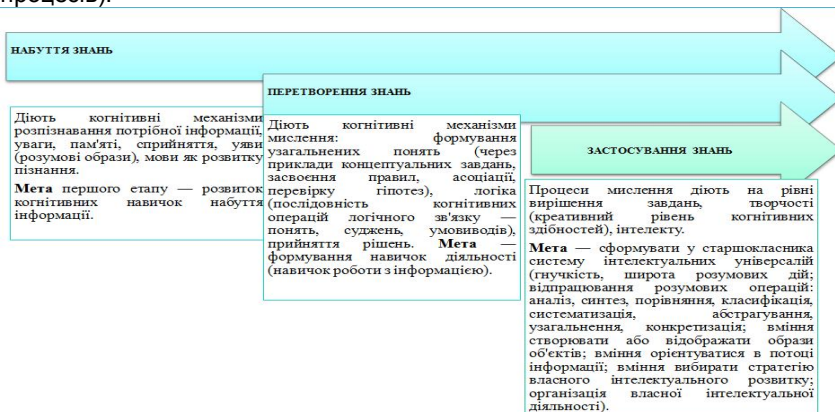 процесів).
НАБУТТЯ ЗНАНЬ
Діють когнітивні механізми
розпізнавання потрібної інформації,
уваги, пам'яті, сприйняття, уяви
(розумові образи), мови як розвитку
пізнання.
Мета першого етапу — розвиток
когнітивних навичок набуття
інформації.
ПЕРЕТВОРЕННЯ ЗНАНЬ
Діють когнітивні механізми
мислення: формування
узагальнених понять (через
приклади концептуальних завдань,
засвоєння правил, асоціації,
перевірку гіпотез), логіка
(послідовність когнітивних
операцій логічного зв'язку —
понять, суджень, умовиводів),
прийняття рішень. Мета —
формування навичок діяльності
(навичок роботи з інформацією).
ЗАСТОСУВАННЯ ЗНАНЬ
Процеси мислення діють на рівні
вирішення завдань, творчості
(креативний рівень когнітивних
здібностей), інтелекту.
Мета — сформувати у старшокласника
систему інтелектуальних універсалій
(гнучкість, широта розумових дій;
відпрацювання розумових операцій:
аналіз, синтез, порівняння, класифікація,
систематизація, абстрагування,
узагальнення, конкретизація; вміння
створювати або відображати образи
об'єктів; вміння орієнтуватися в потоці
інформації; вміння вибирати стратегію
власного інтелектуального розвитку;
організація власної інтелектуальної
діяльності).